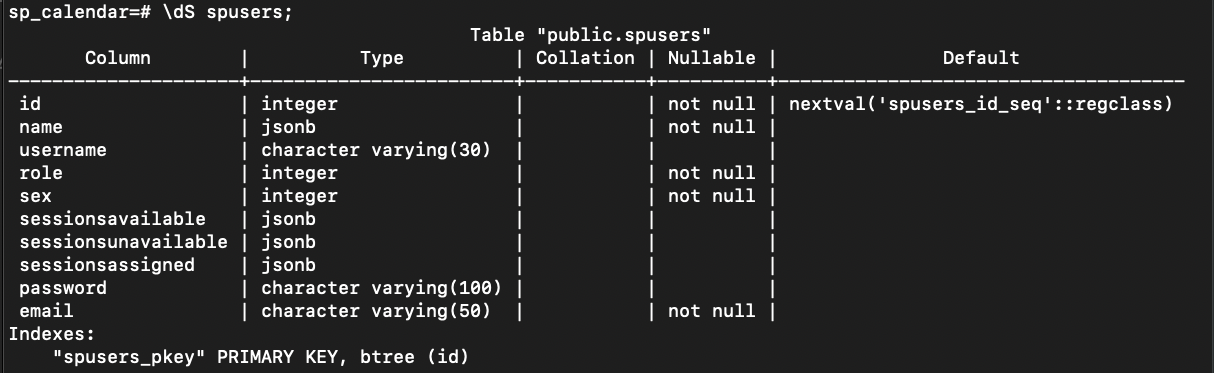 sp_calendar=# \dS spusers;
Table "public.spusers"
Column | Type | Collation | Nullable | Default
--------------------+------------------------+-----------+----------+-------------------------------------
id | integer | | not null | nextval('spusers_id_seq'::regclass)
name | jsonb | | not null |
username | character varying(30) | | |
role | integer | | not null |
sex | integer | | not null |
sessionsavailable | jsonb | | |
sessionsunavailable | jsonb | | |
sessionsassigned | jsonb | | |
password | character varying(100) | | |
email | character varying(50) | | not null |
Indexes:
"spusers_pkey" PRIMARY KEY, btree (id)